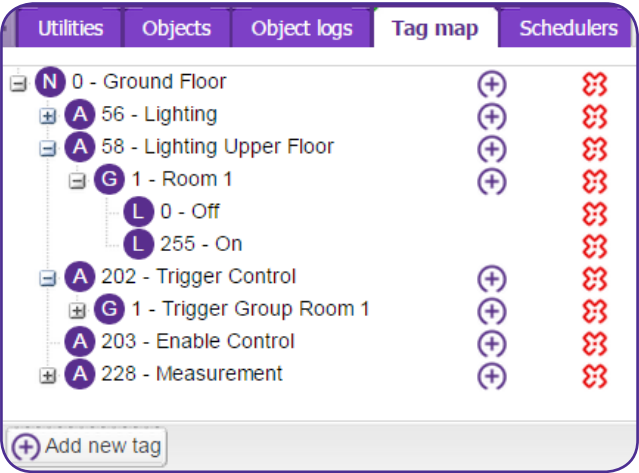 Utilities Objects Object logs Tag map Schedulers
N 0 - Ground Floor
A 56 - Lighting
A 58 - Lighting Upper Floor
G 1 - Room 1
L 0 - Off
L 255 - On
A 202 - Trigger Control
G 1 - Trigger Group Room 1
A 203 - Enable Control
A 228 - Measurement
Add new tag